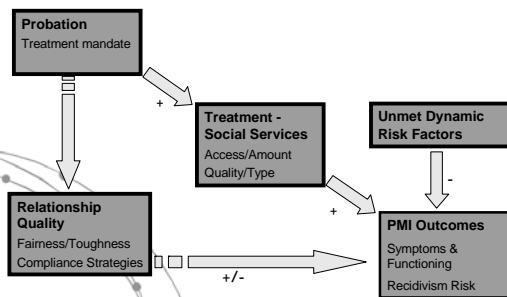 Probation
Treatment mandate
+
Treatment -
Social Services
Access/Amount
Quality/Type
Unmet Dynamic
Risk Factors
-
+
Relationship
Quality
Fairness/Toughness
Compliance Strategies
+/-
PMI Outcomes
Symptoms &
Functioning
Recidivism Risk